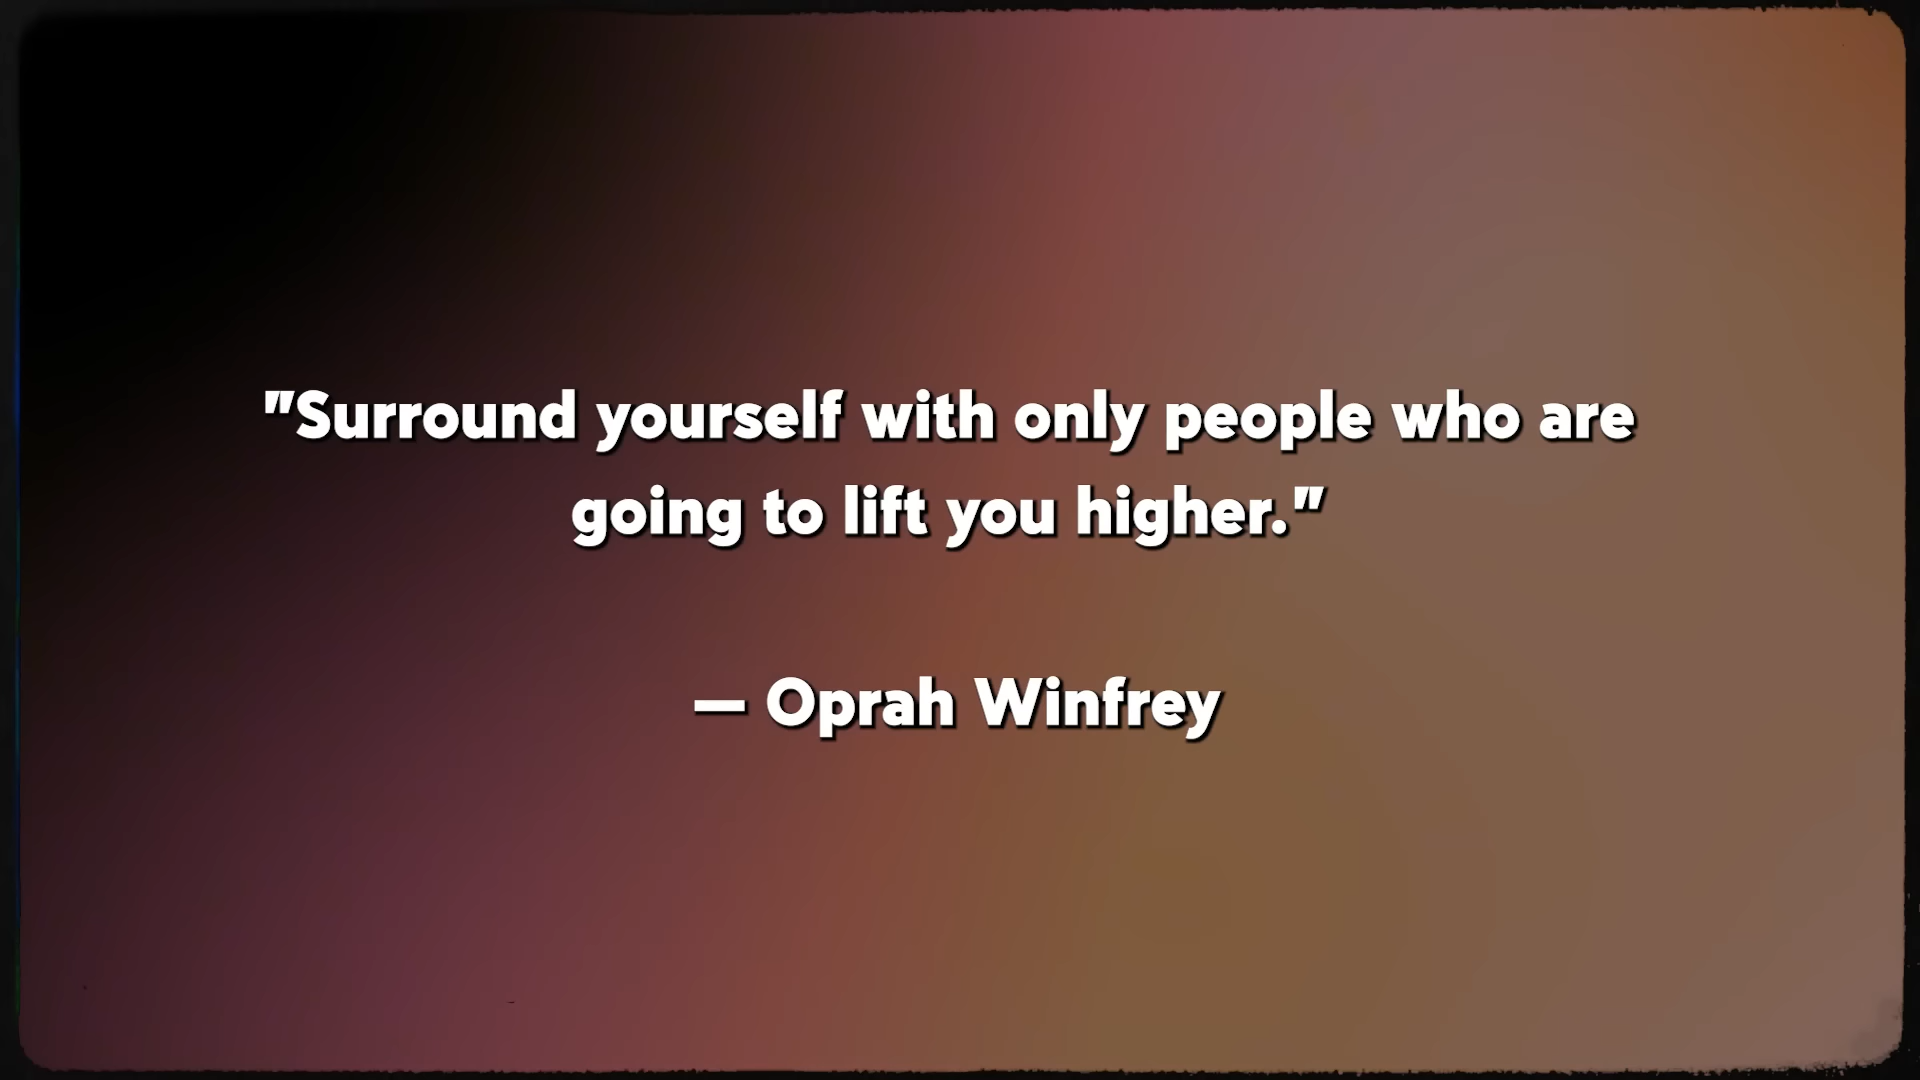 "Surround yourself with only people who are
going to lift you higher."
— Oprah Winfrey